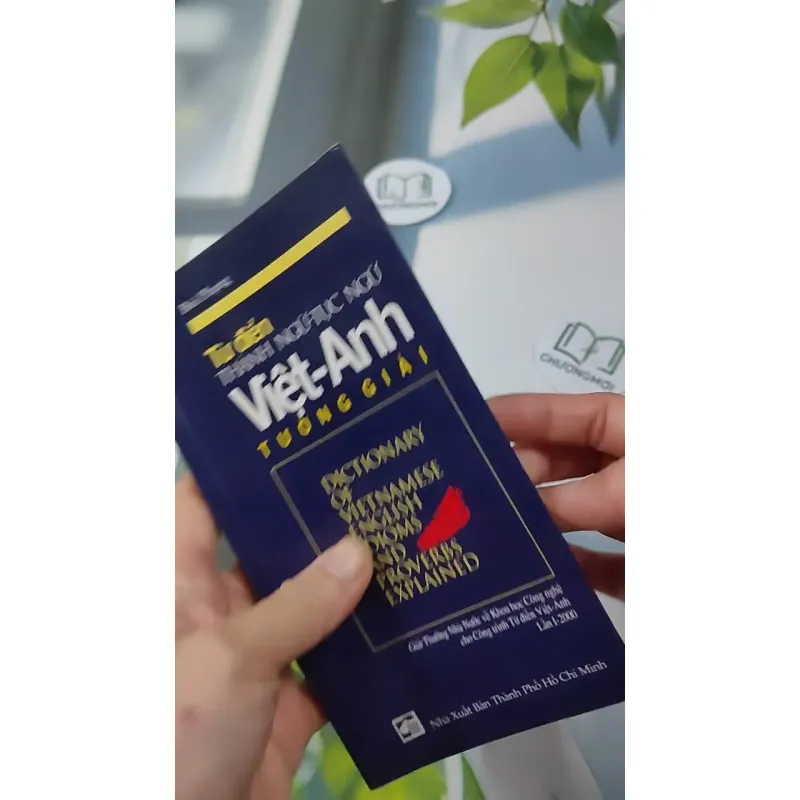 Từ điển
THÀNH NGỮ TỤC NGỮ
Việt-Anh
TƯỜNG GIẢI
DICTIONARY
OF
VIETNAMESE
ENGLISH
IDIOMS
AND
PROVERBS
EXPLAINED
Giải Thưởng Nhà Nước về Khoa học Công nghệ
cho Công trình Từ điển Việt-Anh
Lần I-2000
Nhà Xuất Bản Thành Phố Hồ Chí Minh
CHUONGMOI
CHUONGMOI